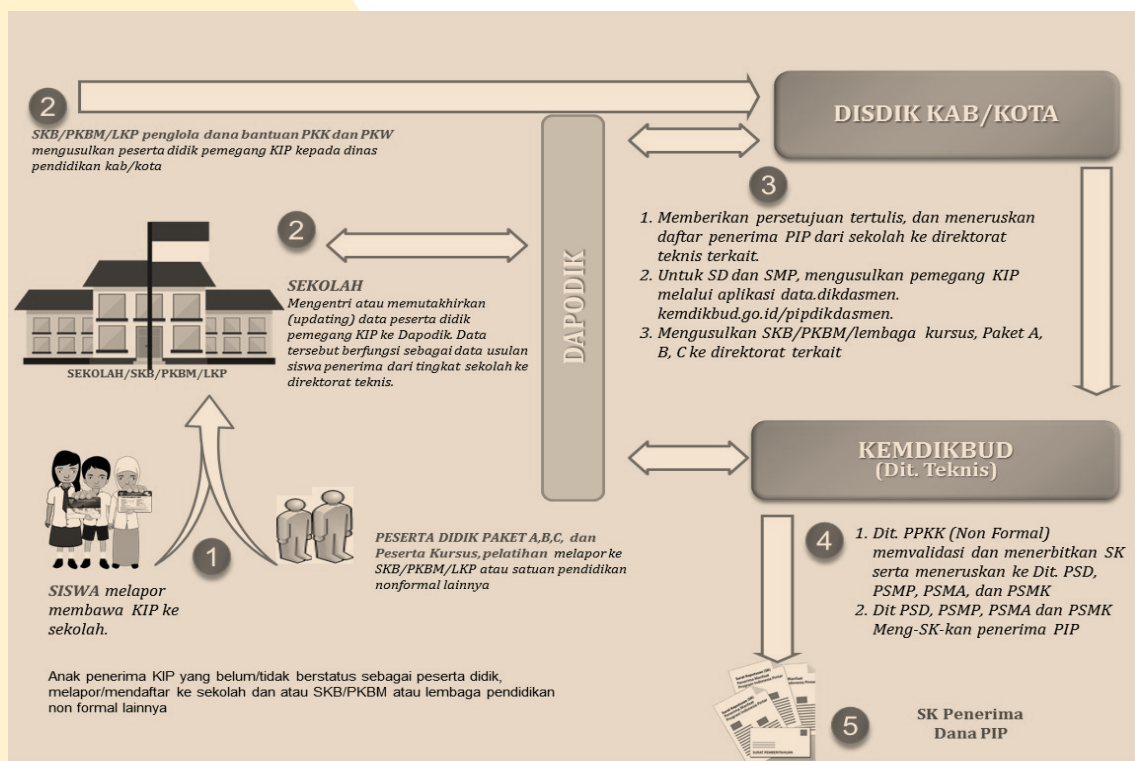 2
SKB/PKBM/LKP penglola dana bantuan PKK dan PKW
mengusulkan peserta didik pemegang KIP kepada dinas
pendidikan kab/kota
DISDIK KAB/KOTA
3
1. Memberikan persetujuan tertulis, dan meneruskan
daftar penerima PIP dari sekolah ke direktorat
teknis terkait.
2. Untuk SD dan SMP, mengusulkan pemegang KIP
melalui aplikasi data.dikdasmen.
kemdikbud.go.id/pipdikdasmen.
3. Mengusulkan SKB/PKBM/lembaga kursus, Paket A,
B, C ke direktorat terkait
2
SEKOLAH
Mengentri atau memutakhirkan
(updating) data peserta didik
pemegang KIP ke Dapodik. Data
tersebut berfungsi sebagai data usulan
siswa penerima dari tingkat sekolah ke
direktorat teknis.
SEKOLAH/SKB/PKBM/LKP
DAPODIK
KEMDIKBUD
(Dit. Teknis)
1
SISWA melapor
membawa KIP ke
sekolah.
PESERTA DIDIK PAKET A,B,C, dan
Peserta Kursus, pelatihan melapor ke
SKB/PKBM/LKP atau satuan pendidikan
nonformal lainnya
4
1. Dit. PPKK (Non Formal)
memvalidasi dan menerbitkan SK
serta meneruskan ke Dit. PSD,
PSMP, PSMA, dan PSMK
2. Dit PSD, PSMP, PSMA dan PSMK
Meng-SK-kan penerima PIP
Anak penerima KIP yang belum/tidak berstatus sebagai peserta didik,
melapor/mendaftar ke sekolah dan atau SKB/PKBM atau lembaga pendidikan
non formal lainnya
SURAT PEMBERITAHUAN
5
SK Penerima
Dana PIP